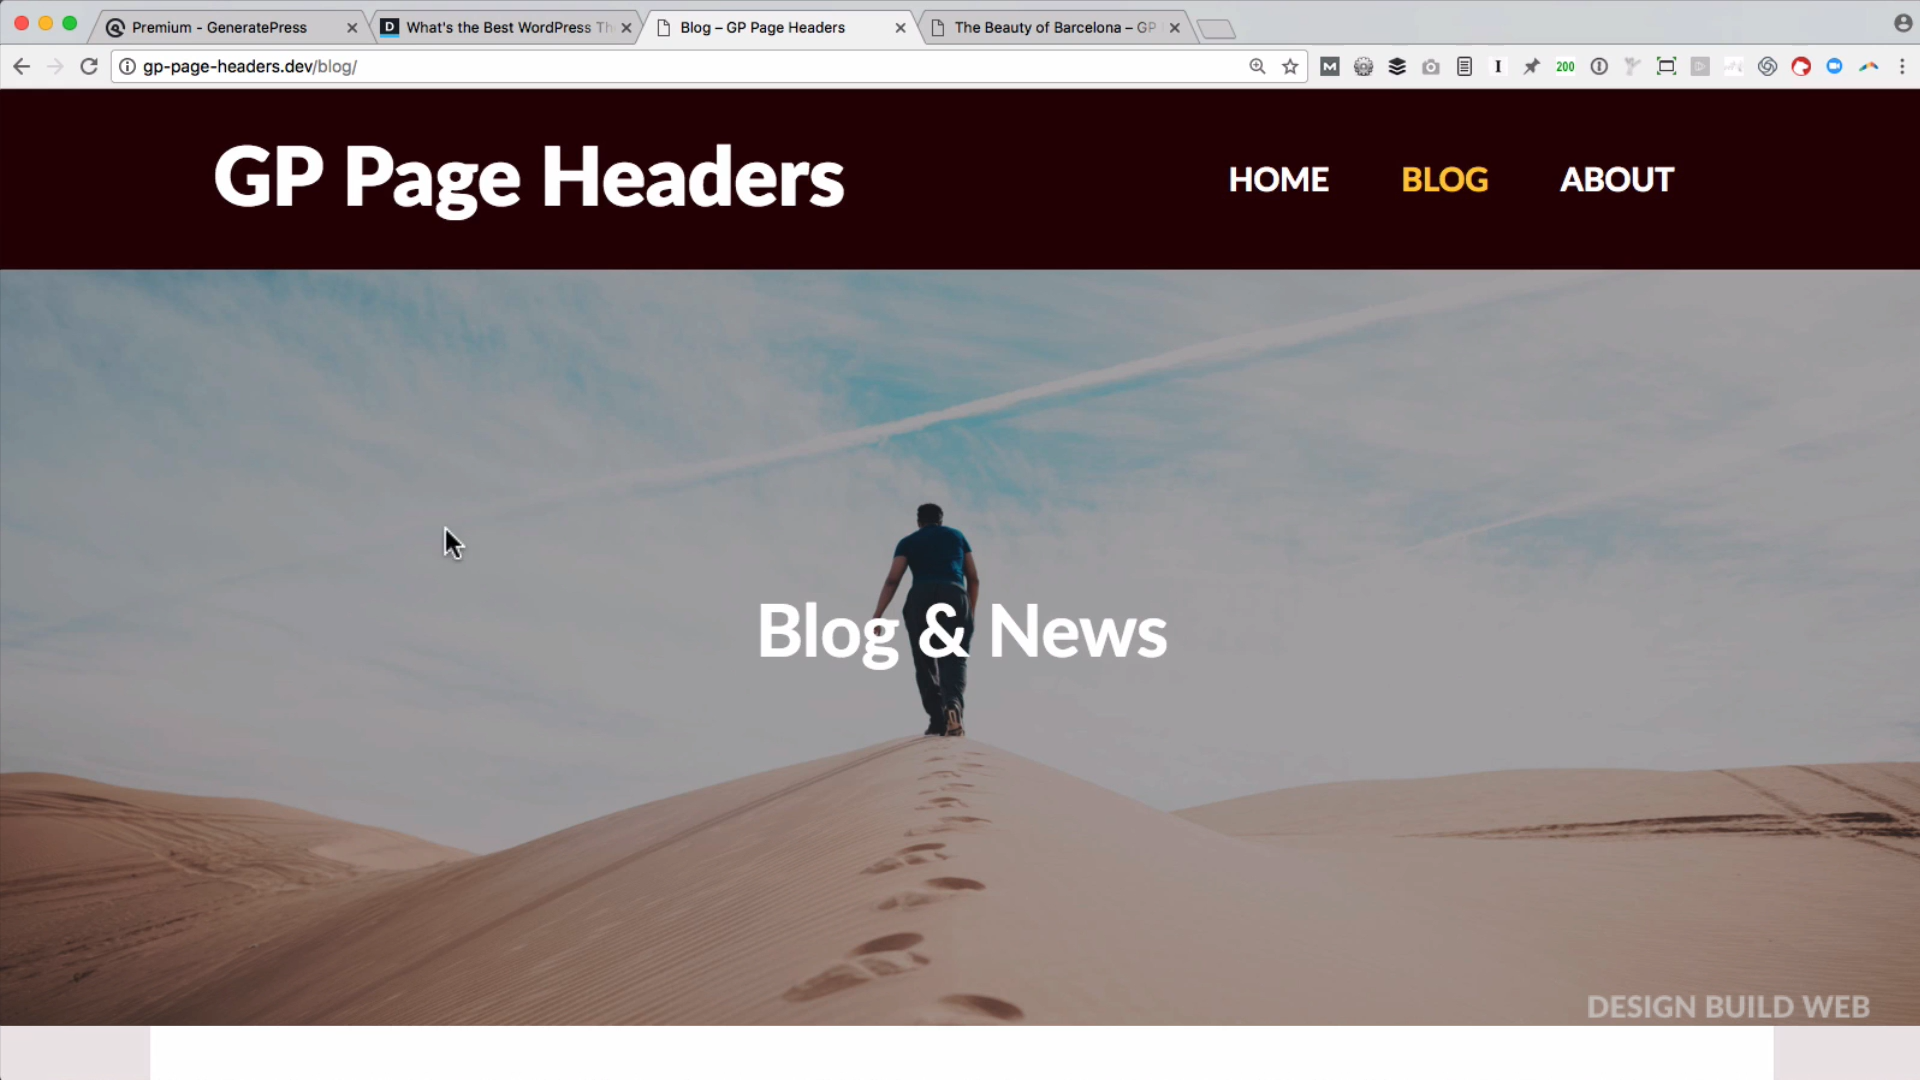 Premium - GeneratePress
What's the Best WordPress Th
Blog – GP Page Headers
The Beauty of Barcelona – GP
gp-page-headers.dev/blog/
200
GP Page Headers
HOME
BLOG
ABOUT
Blog & News
DESIGN BUILD WEB